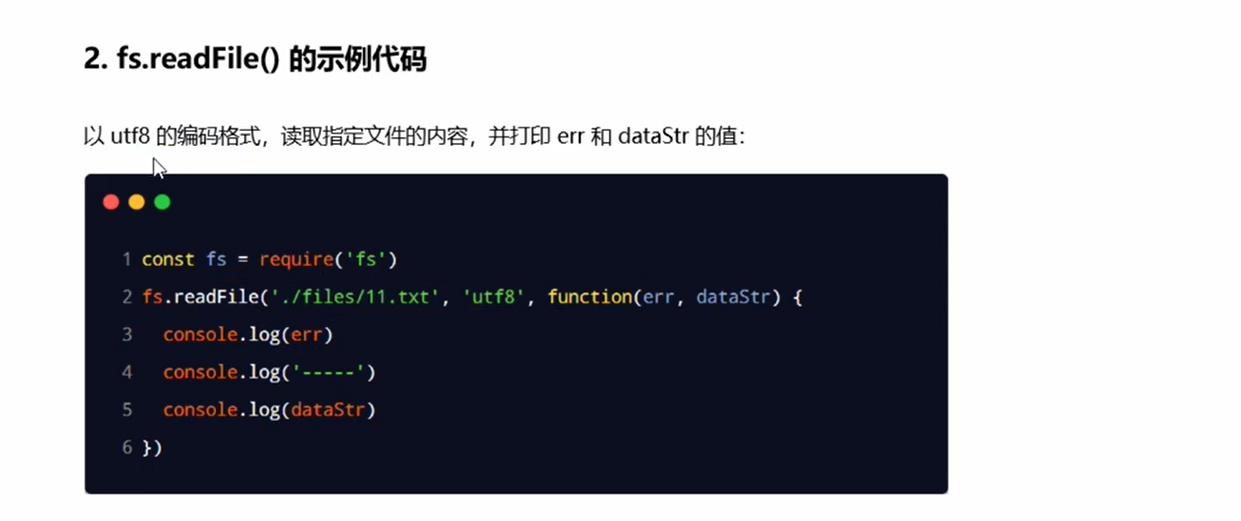 2. fs.readFile() 的示例代码
以 utf8 的编码格式，读取指定文件的内容，并打印 err 和 dataStr 的值：
1 const fs = require('fs')
2 fs.readFile('./files/11.txt', 'utf8', function(err, dataStr) {
3   console.log(err)
4   console.log('-----')
5   console.log(dataStr)
6 })